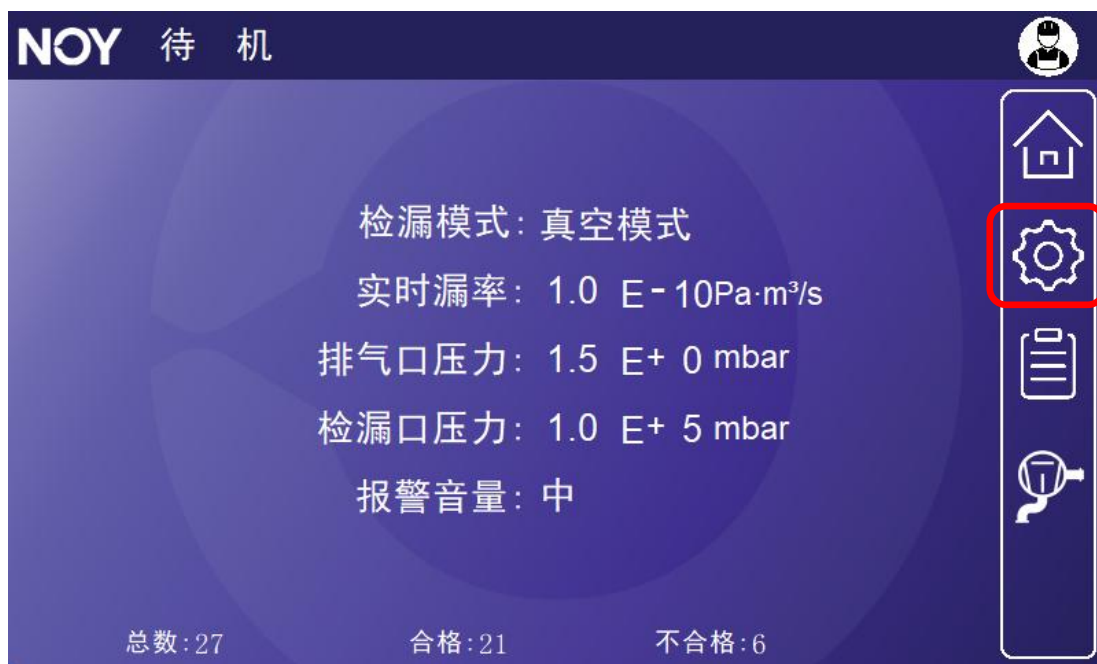 NOY 待 机
检漏模式: 真空模式
实时漏率: 1.0 E-10Pa·m³/s
排气口压力: 1.5 E+ 0 mbar
检漏口压力: 1.0 E+ 5 mbar
报警音量: 中
总数:27 合格:21 不合格:6